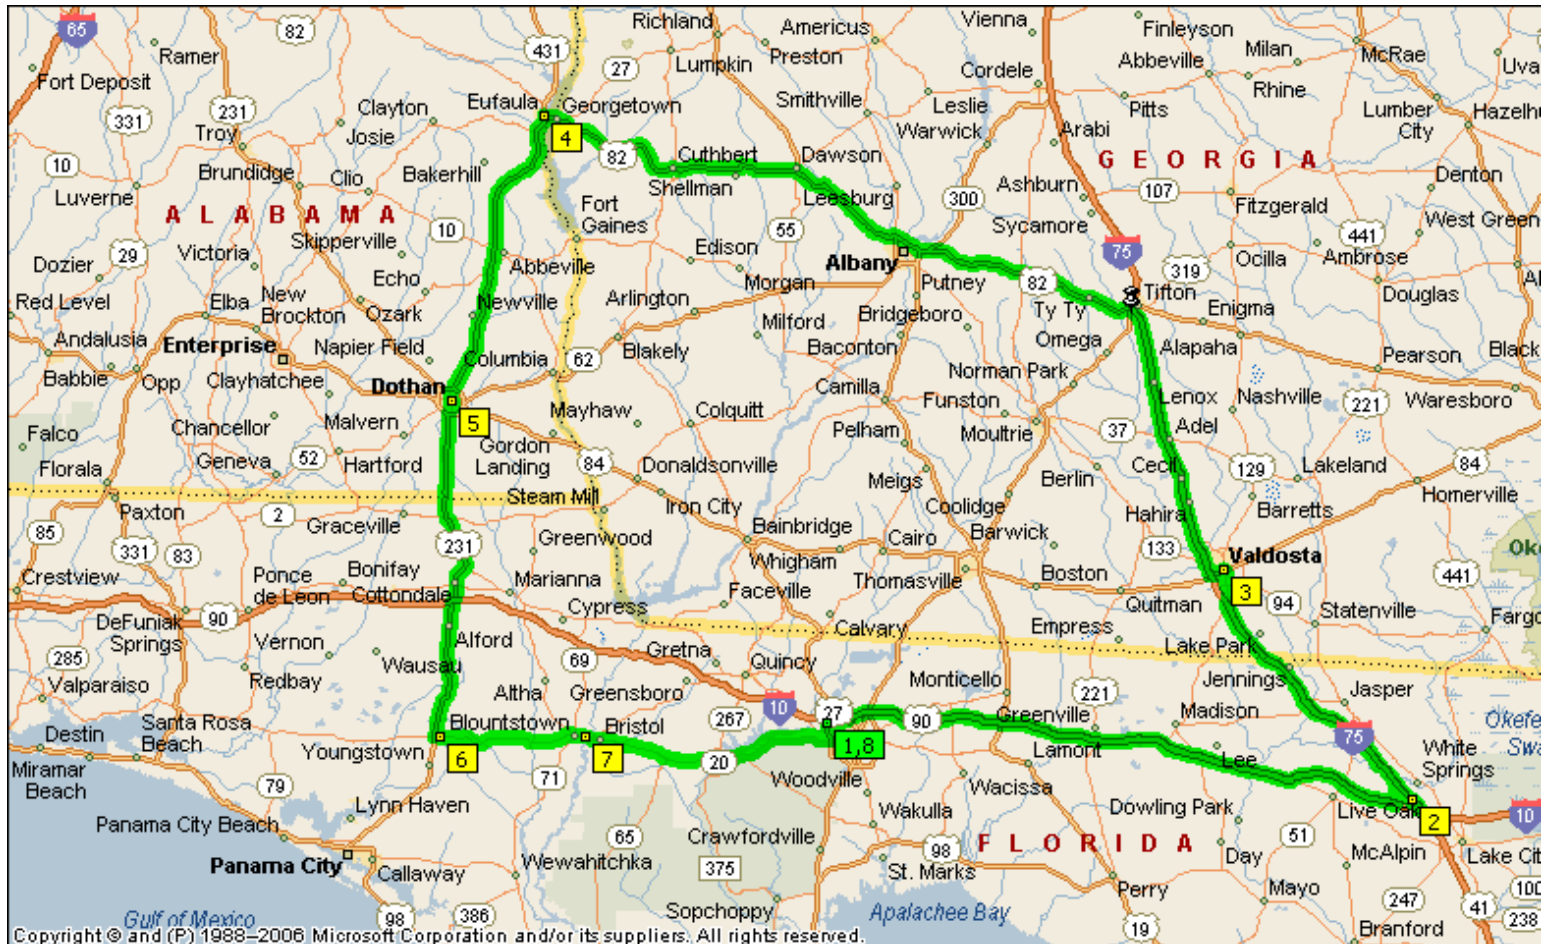 65
82
Ramer
Fort Deposit
331
231
Troy
Clayton
Josie
10
Luverne
Brundidge
Clio
Bakerhill
Eufaula
Georgetown
431
27
Richland
Lumpkin
Americus
Preston
Smithville
Vienna
Cordele
Leslie
Warwick
Finleyson
Abbeville
Milan
Rhine
McRae
Pitts
Arabi
Lumber
City
4
82
Cuthbert
Shellman
Dawson
Leesburg
GEORGIA
75
Ashburn
107
Denton
Fitzgerald
300
Sycamore
ALABAMA
Skipperville
10
Fort
Gaines
55
Edison
Albany
Morgan
441
West Green
29
Victoria
Dozier
Echo
Abbeville
Putney
82
Ty Ty
Tifton
319
Ocilla
Ambrose
Douglas
Red Level
Elba
New
Brockton
Ozark
Newville
Arlington
Bridgeboro
Enigma
Andalusia
Enterprise
Napier Field
Columbia
62
Blakely
Milford
Baconton
Omega
Alapaha
Pearson
Babbie
Opp
Clayhatchee
Dothan
Camilla
Norman Park
Lenox
Nashville
221
Waresboro
5
Mayhaw
Colquitt
Funston
Moultrie
Adel
Falco
Chancellor
Malvern
Gordon
Landing
84
Donaldsonville
Pelham
37
Cecil
129
Lakeland
84
Florala
Geneva
52
Hartford
Steam Mill
Iron City
Meigs
Berlin
Homerville
Paxton
2
Graceville
Bainbridge
Coolidge
Hahira
Barretts
85
331
83
231
Greenwood
Whigham
Cairo
Barwick
133
Valdosta
Crestview
Ponce
de Leon
Bonifay
Cottondale
Marianna
Cypress
Faceville
Thomasville
Boston
Quitman
3
94
441
Statenville
DeFuniak
Springs
90
Vernon
Alford
Calvary
Empress
Lake Park
285
Valparaiso
Redbay
Wausau
69
Gretna
Quincy
Monticello
221
Jennings
Jasper
Altha
Greensboro
267
10
27
90
Greenville
Madison
Destin
Santa Rosa
Beach
Youngstown
Blountstown
Bristol
6
7
71
20
1,8
Woodville
Lamont
Lee
75
White
Springs
Miramar
Beach
79
Lynn Haven
Wakulla
Wacissa
Dowling Park
Live Oak
2
10
Panama City Beach
65
Crawfordville
98
FLORIDA
51
McAlpin
Panama City
Callaway
Wewahitchka
375
St. Marks
Day
Mayo
Perry
247
41
100
238
98
386
Sopchoppy
Gulf of Mexico
Apalachee Bay
19
Branford
Copyright © and (P) 1988–2006 Microsoft Corporation and/or its suppliers. All rights reserved.